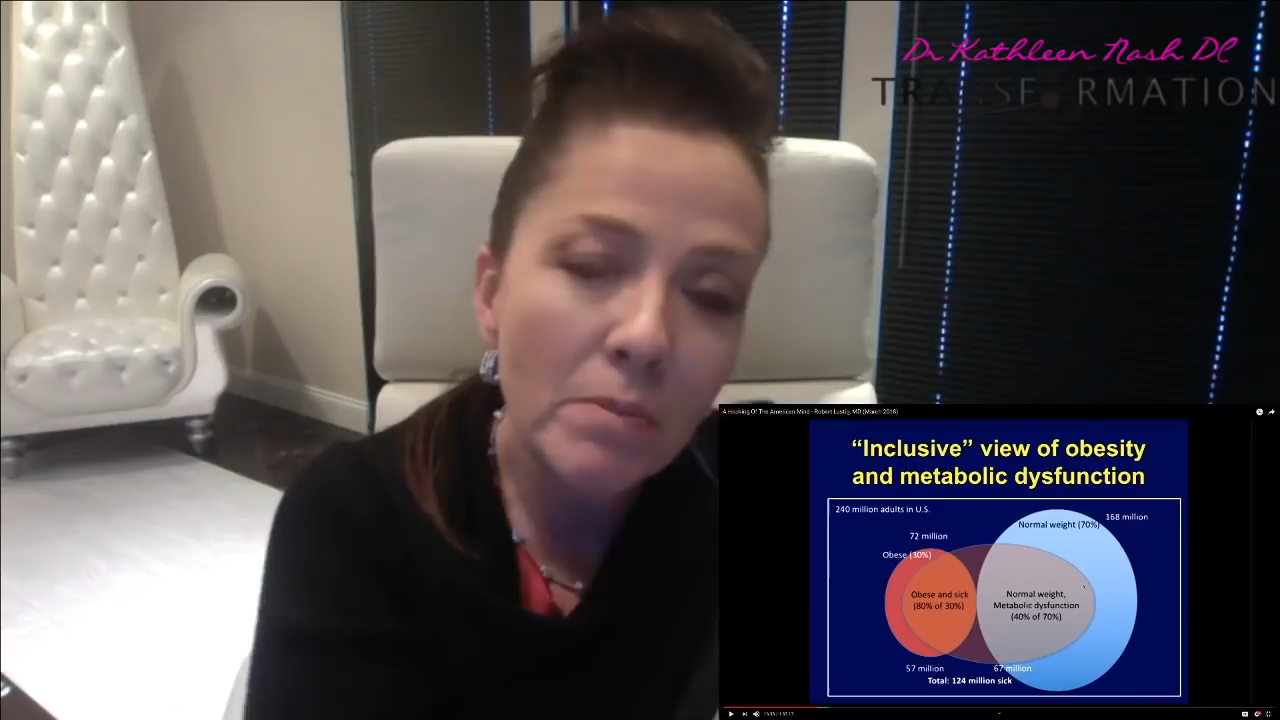 Dr Kathleen Nash DC
TRANSF RMATION
A Hacking Of The American Mind - Robert Lustig, MD (March 2018)
“Inclusive” view of obesity
and metabolic dysfunction
240 million adults in U.S.
168 million
Normal weight (70%)
72 million
Obese (30%)
Obese and sick
(80% of 30%)
Normal weight,
Metabolic dysfunction
(40% of 70%)
57 million
67 million
Total: 124 million sick